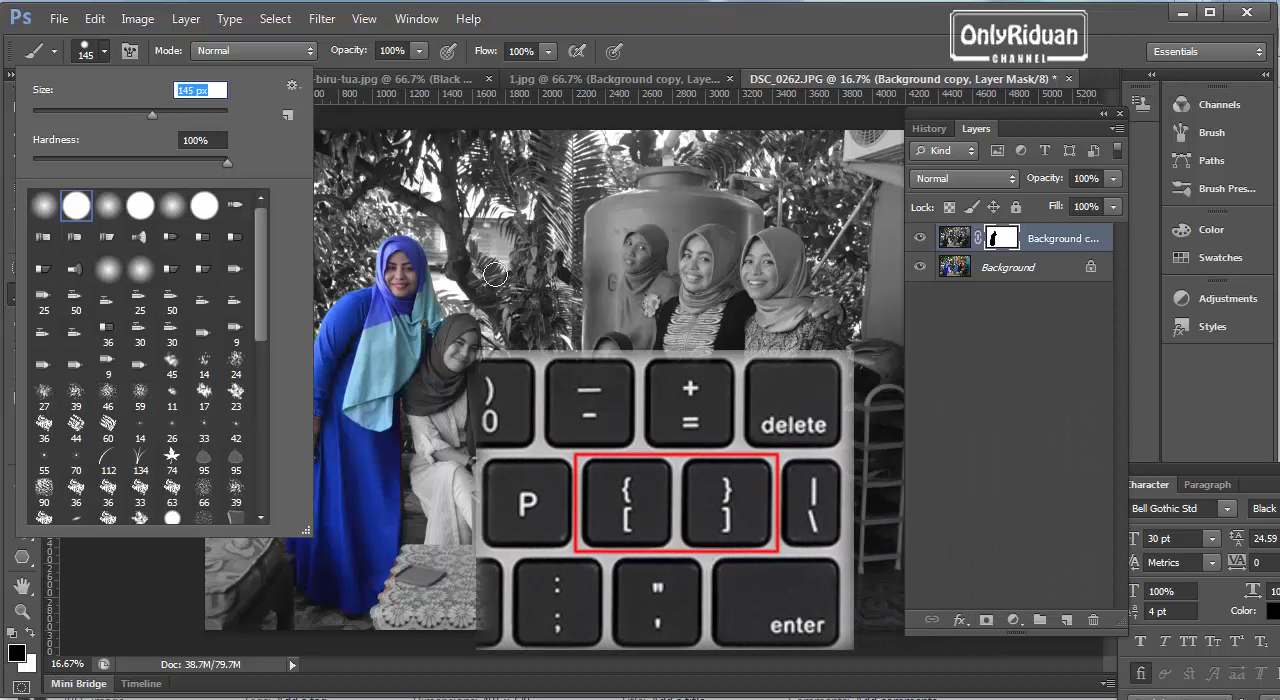 Ps File Edit Image Layer Type Select Filter View Window Help
OnlyRiduan
CHANNEL
145 Mode: Normal Opacity: 100% Flow: 100% Essentials
-biru-tua.jpg @ 66.7% (Black ... × 1.jpg @ 66.7% (Background copy, Laye... × DSC_0262.JPG @ 16.7% (Background copy, Layer Mask/8) * ×
800 1000 1200 1400 1600 1800 2000 2200 2400 2600 2800 3000 3200 3400 3600 3800 4000 4200 4400 4600 4800 5000 5200
Size: 145 px
Hardness: 100%
25 50 25 50
36 30 30 9
9 45 14 24
27 39 46 59 11 17 23
36 44 60 14 26 33 42
55 70 112 134 74 95 95
90 36 36 33 63 66 39
History Layers
Kind
Normal Opacity: 100%
Lock: Fill: 100%
Background c...
Background
Channels
Brush
Paths
Brush Pres...
Color
Swatches
Adjustments
Styles
) 0 — - + = delete
P { [ } ] | \
: ; " ' enter
Character Paragraph
Bell Gothic Std Black
30 pt 24.59
Metrics 0
100% 10
4 pt Color:
T T TT Tr T¹ T₁
fi
16.67% Doc: 38.7M/79.7M
Mini Bridge Timeline